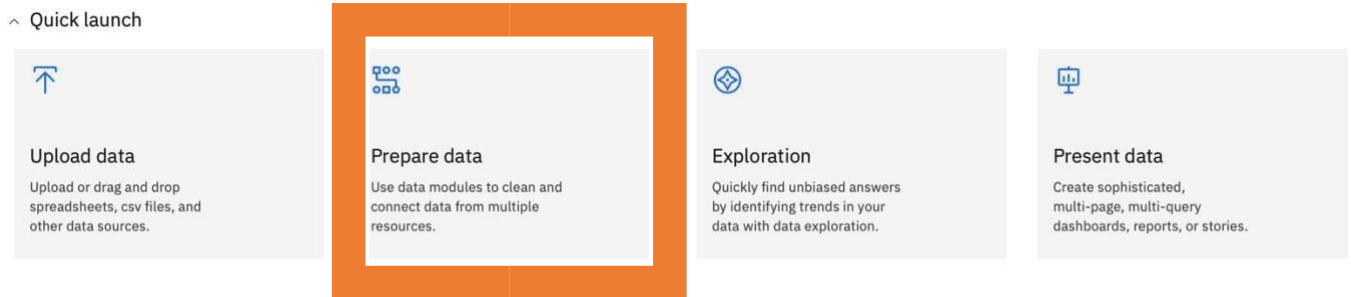 Quick launch
Upload data
Upload or drag and drop
spreadsheets, csv files, and
other data sources.
Prepare data
Use data modules to clean and
connect data from multiple
resources.
Exploration
Quickly find unbiased answers
by identifying trends in your
data with data exploration.
Present data
Create sophisticated,
multi-page, multi-query
dashboards, reports, or stories.